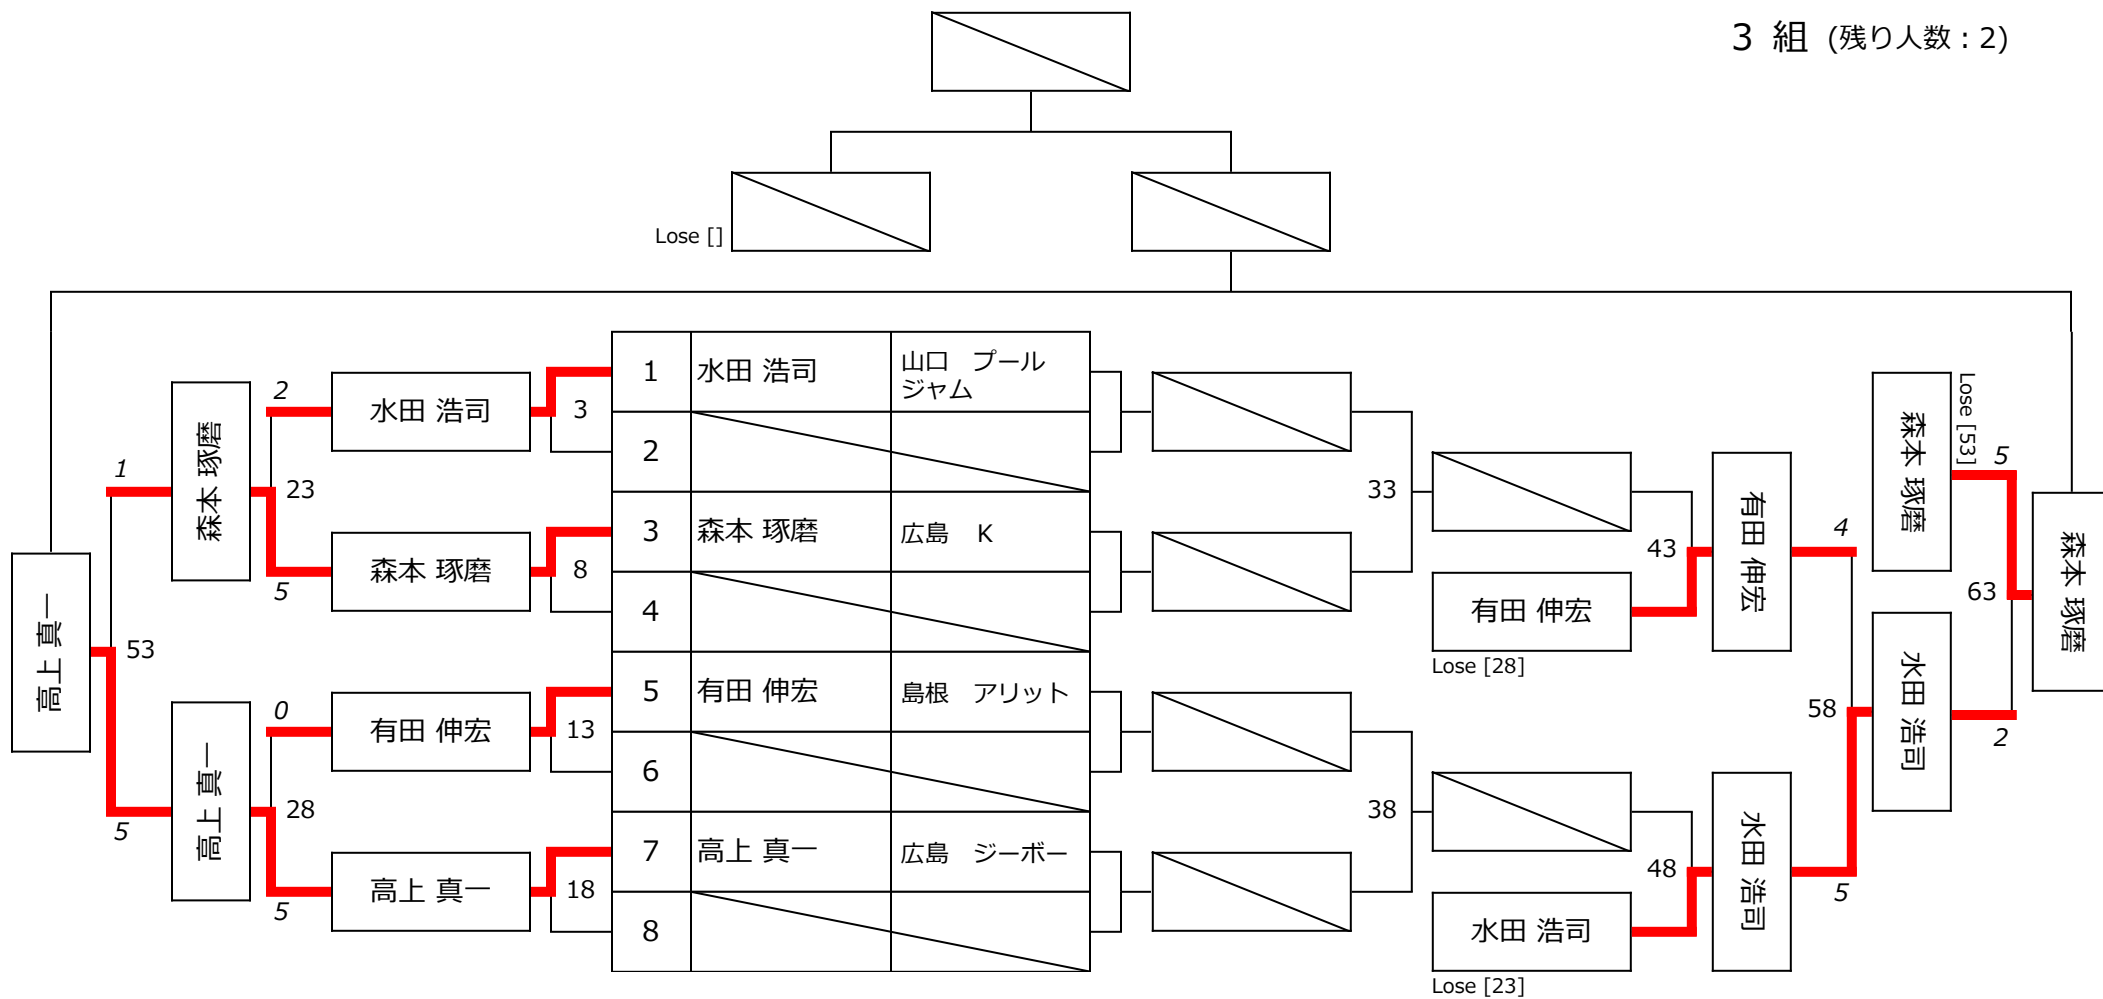 3 組 (残り人数:2)
Lose []
1 水田 浩司 山口 プール
ジャム
2
3 森本 琢磨 広島 K
4
5 有田 伸宏 島根 アリット
6
7 高上 真一 広島 ジーボー
8
高上 真一
1
53
5
森本 琢磨
2
23
5
高上 真一
0
28
5
水田 浩司
3
森本 琢磨
8
有田 伸宏
13
高上 真一
18
33
38
43
有田 伸宏
Lose [28]
48
水田 浩司
Lose [23]
有田 伸宏
4
58
水田 浩司
5
森本 琢磨
Lose [53]
5
63
水田 浩司
2
森本 琢磨